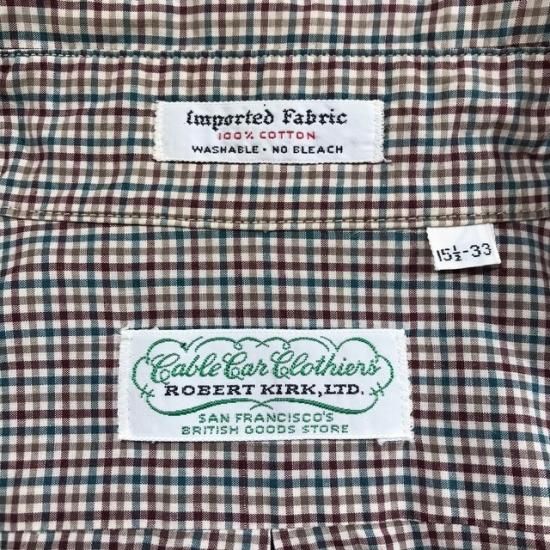 Imported Fabric
100% COTTON
WASHABLE · NO BLEACH
15½-33
Cable Car Clothiers
ROBERT KIRK, LTD.
SAN FRANCISCO'S
BRITISH GOODS STORE